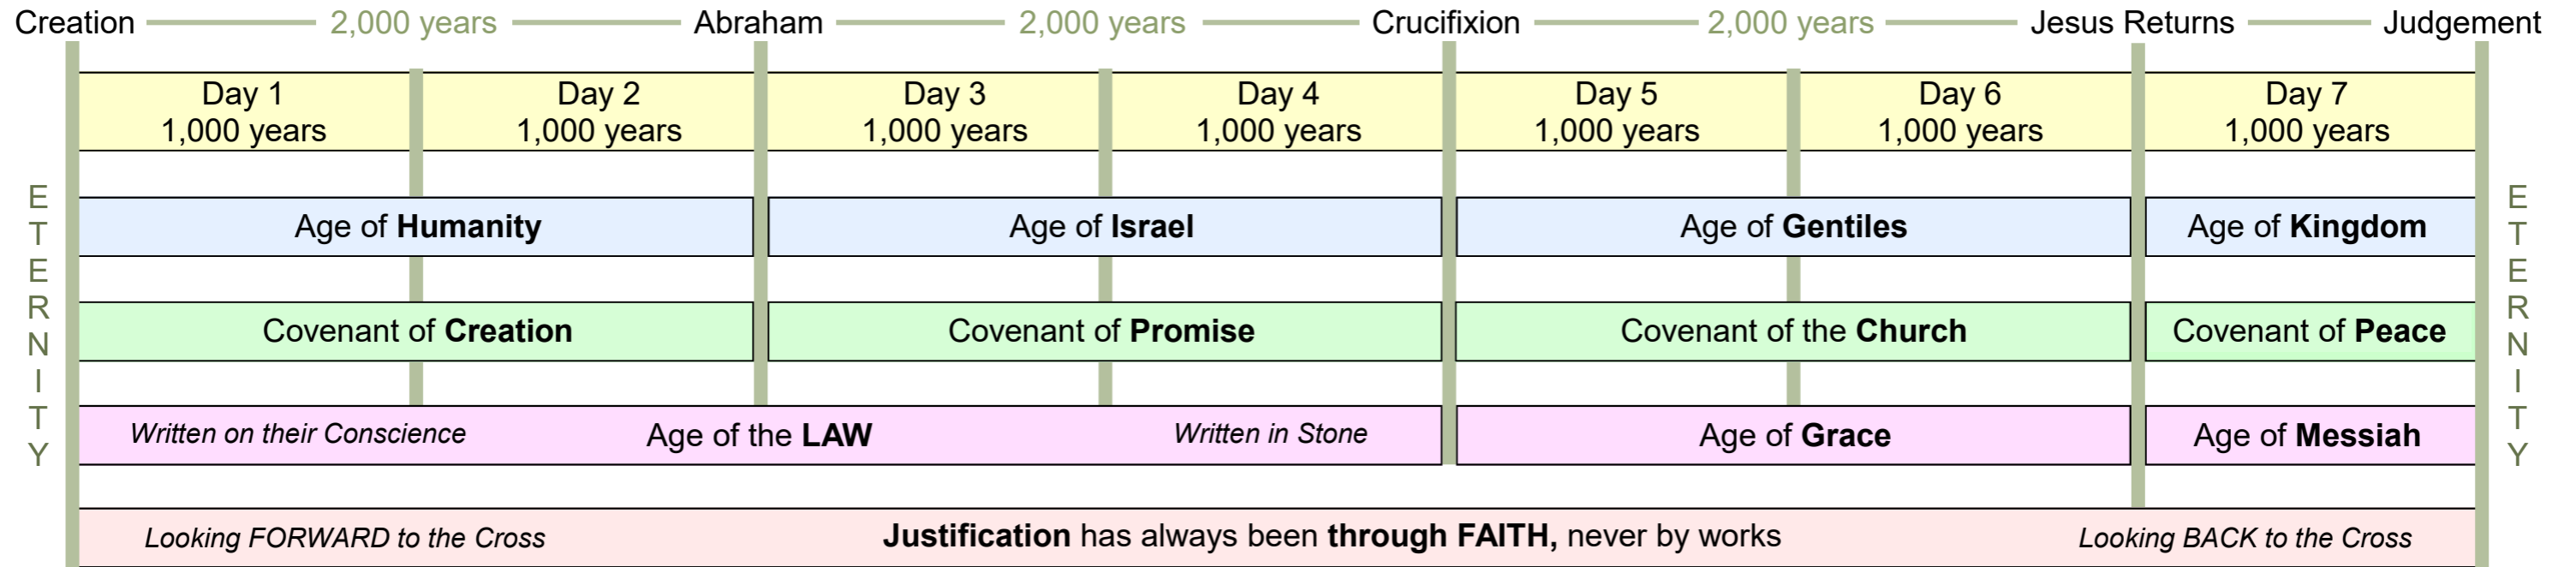 Creation 2,000 years Abraham 2,000 years Crucifixion 2,000 years Jesus Returns Judgement
Day 1 Day 2 Day 3 Day 4 Day 5 Day 6 Day 7
1,000 years 1,000 years 1,000 years 1,000 years 1,000 years 1,000 years 1,000 years
ETERNITY
Age of Humanity Age of Israel Age of Gentiles Age of Kingdom
Covenant of Creation Covenant of Promise Covenant of the Church Covenant of Peace
Written on their Conscience Age of the LAW Written in Stone Age of Grace Age of Messiah
Looking FORWARD to the Cross Justification has always been through FAITH, never by works Looking BACK to the Cross
ETERNITY